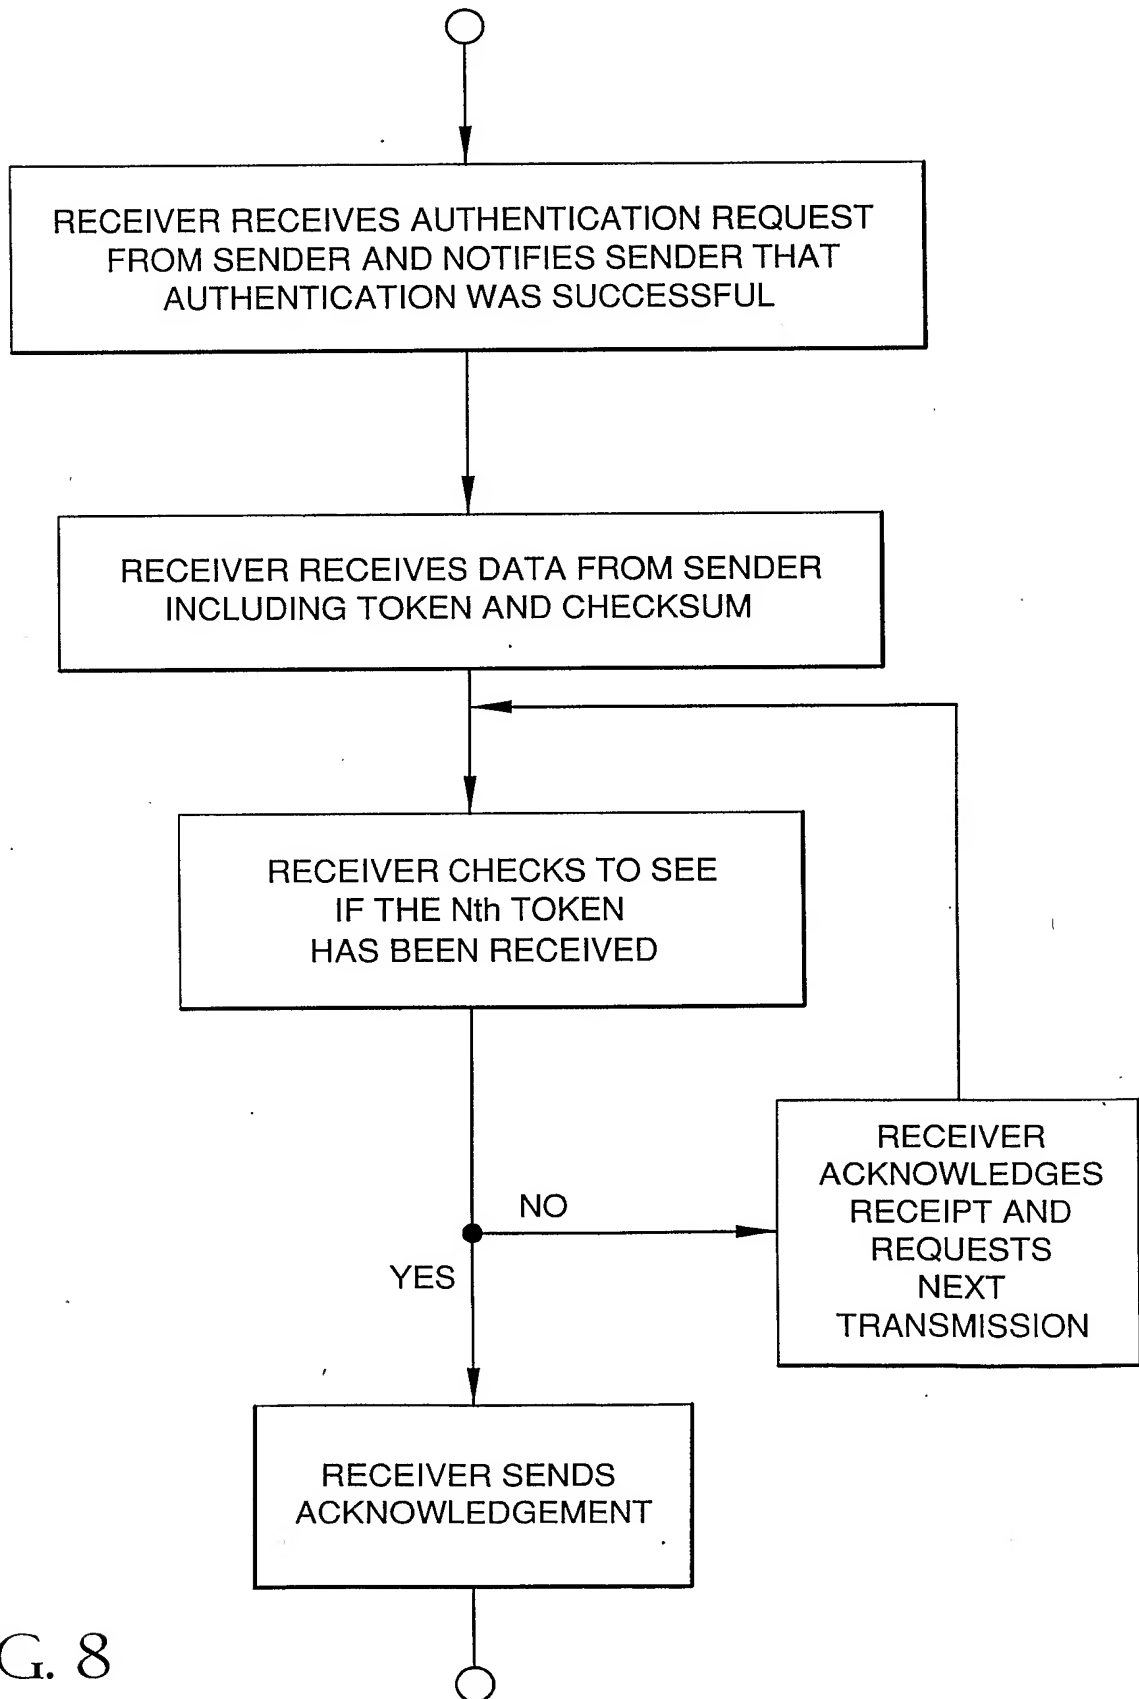 RECEIVER RECEIVES AUTHENTICATION REQUEST
FROM SENDER AND NOTIFIES SENDER THAT
AUTHENTICATION WAS SUCCESSFUL
RECEIVER RECEIVES DATA FROM SENDER
INCLUDING TOKEN AND CHECKSUM
RECEIVER CHECKS TO SEE
IF THE Nth TOKEN
HAS BEEN RECEIVED
NO
YES
RECEIVER
ACKNOWLEDGES
RECEIPT AND
REQUESTS
NEXT
TRANSMISSION
RECEIVER SENDS
ACKNOWLEDGEMENT
G. 8